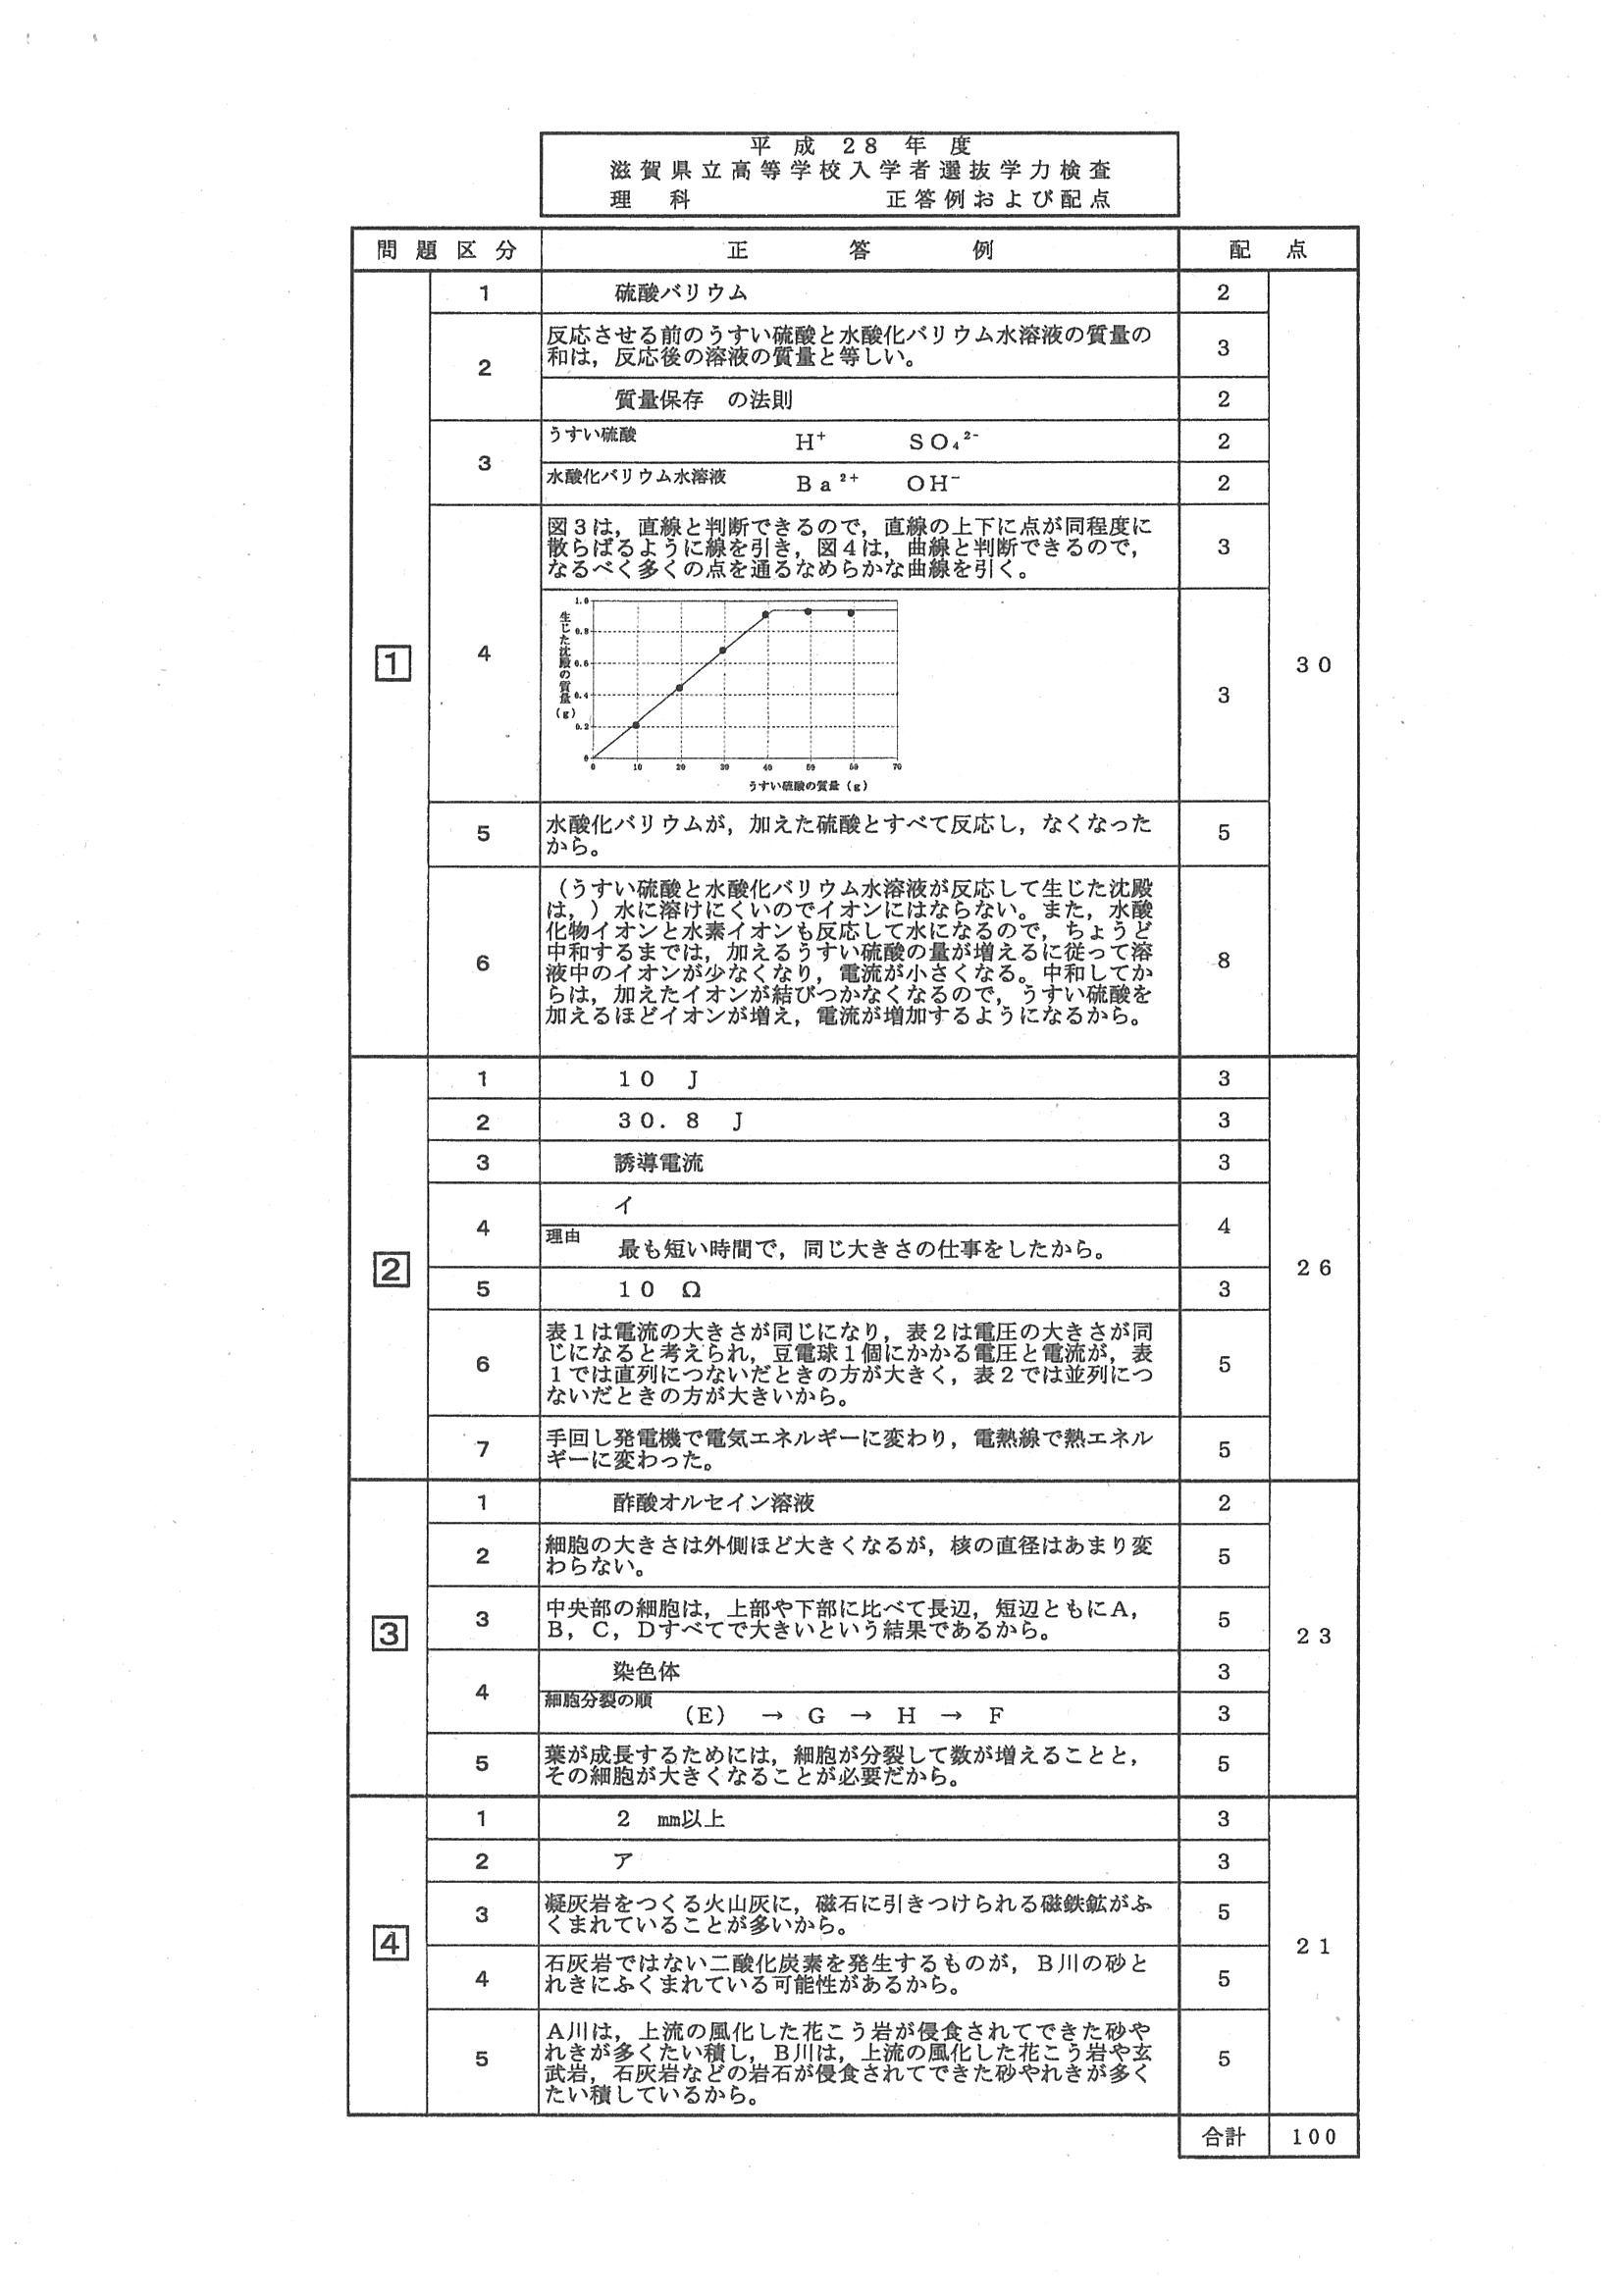 平成28年度
滋賀県立高等学校入学者選抜学力検査
理科 正答例および配点
問題区分 正答例 配点
1
1 硫酸バリウム 2
2 反応させる前のうすい硫酸と水酸化バリウム水溶液の質量の
和は，反応後の溶液の質量と等しい。 3
質量保存 の法則 2
3 うすい硫酸 H⁺ SO₄²⁻ 2
水酸化バリウム水溶液 Ba²⁺ OH⁻ 2
4 図3は，直線と判断できるので，直線の上下に点が同程度に
散らばるように線を引き，図4は，曲線と判断できるので，
なるべく多くの点を通るなめらかな曲線を引く。 3
生じた沈殿の質量(g)
1.0
0.8
0.6
0.4
0.2
0
0 10 20 30 40 50 60 70
うすい硫酸の質量(g)
3
5 水酸化バリウムが，加えた硫酸とすべて反応し，なくなった
から。 5
6 （うすい硫酸と水酸化バリウム水溶液が反応して生じた沈殿
は，）水に溶けにくいのでイオンにはならない。また，水酸
化物イオンと水素イオンも反応して水になるので，ちょうど
中和するまでは，加えるうすい硫酸の量が増えるに従って溶
液中のイオンが少なくなり，電流が小さくなる。中和してか
らは，加えたイオンが結びつかなくなるので，うすい硫酸を
加えるほどイオンが増え，電流が増加するようになるから。 8
30
2
1 10 J 3
2 30.8 J 3
3 誘導電流 3
4 イ
理由 最も短い時間で，同じ大きさの仕事をしたから。 4
5 10 Ω 3
6 表1は電流の大きさが同じになり，表2は電圧の大きさが同
じになると考えられ，豆電球1個にかかる電圧と電流が，表
1では直列につないだときの方が大きく，表2では並列につ
ないだときの方が大きいから。 5
7 手回し発電機で電気エネルギーに変わり，電熱線で熱エネル
ギーに変わった。 5
26
3
1 酢酸オルセイン溶液 2
2 細胞の大きさは外側ほど大きくなるが，核の直径はあまり変
わらない。 5
3 中央部の細胞は，上部や下部に比べて長辺，短辺ともにA，
B，C，Dすべてで大きいという結果であるから。 5
4 染色体 3
細胞分裂の順 (E) → G → H → F 3
5 葉が成長するためには，細胞が分裂して数が増えることと，
その細胞が大きくなることが必要だから。 5
23
4
1 2 ㎜以上 3
2 ア 3
3 凝灰岩をつくる火山灰に，磁石に引きつけられる磁鉄鉱がふ
くまれていることが多いから。 5
4 石灰岩ではない二酸化炭素を発生するものが，B川の砂と
れきにふくまれている可能性があるから。 5
5 A川は，上流の風化した花こう岩が侵食されてできた砂や
れきが多くたい積し，B川は，上流の風化した花こう岩や玄
武岩，石灰岩などの岩石が侵食されてできた砂やれきが多く
たい積しているから。 5
21
合計 100